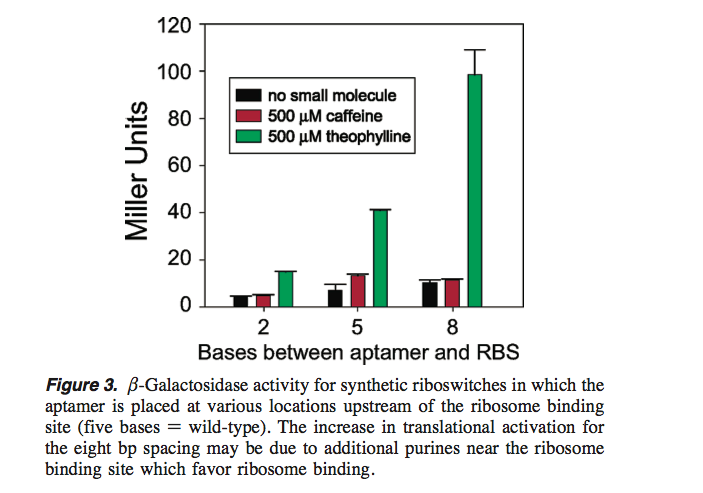 120
100
80
60
40
20
0
Miller Units
no small molecule
500 µM caffeine
500 µM theophylline
2 5 8
Bases between aptamer and RBS
Figure 3. β-Galactosidase activity for synthetic riboswitches in which the
aptamer is placed at various locations upstream of the ribosome binding
site (five bases = wild-type). The increase in translational activation for
the eight bp spacing may be due to additional purines near the ribosome
binding site which favor ribosome binding.